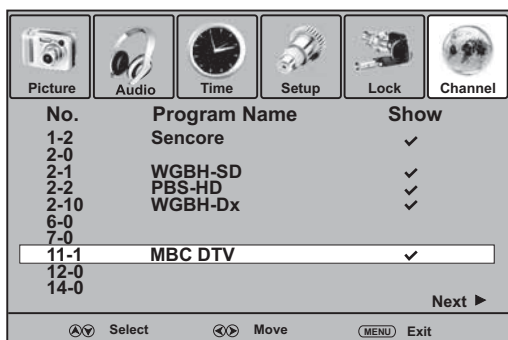 Picture Audio Time Setup Lock Channel
No. Program Name Show
1-2 Sencore ✓
2-0
2-1 WGBH-SD ✓
2-2 PBS-HD ✓
2-10 WGBH-Dx ✓
6-0
7-0
11-1 MBC DTV ✓
12-0
14-0
Next ►
Select Move MENU Exit